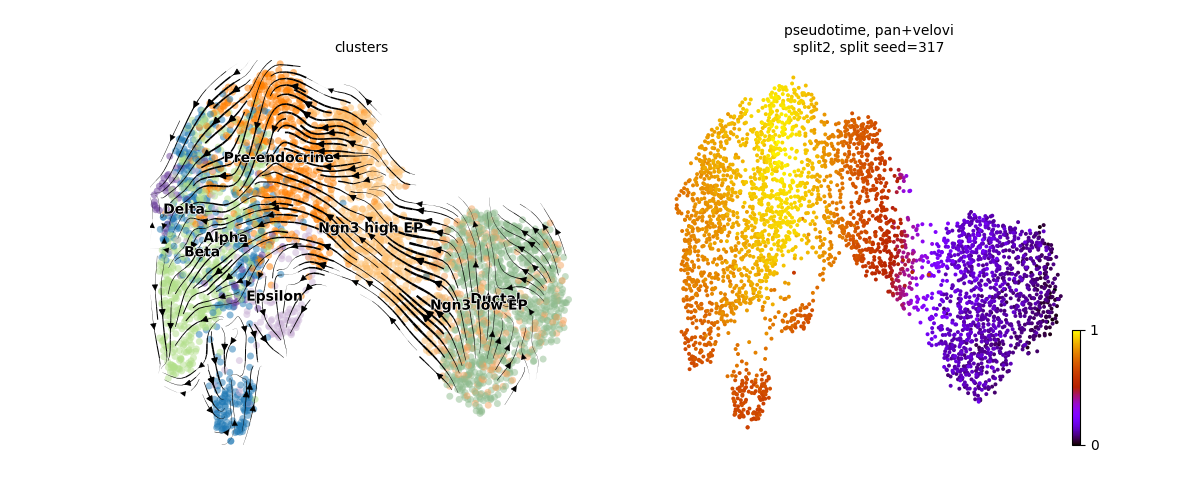 clusters
Pre-endocrine
Delta
Ngn3 high EP
Alpha
Beta
Epsilon
Ductal
Ngn3 low EP
pseudotime, pan+velovi
split2, split seed=317
1
0